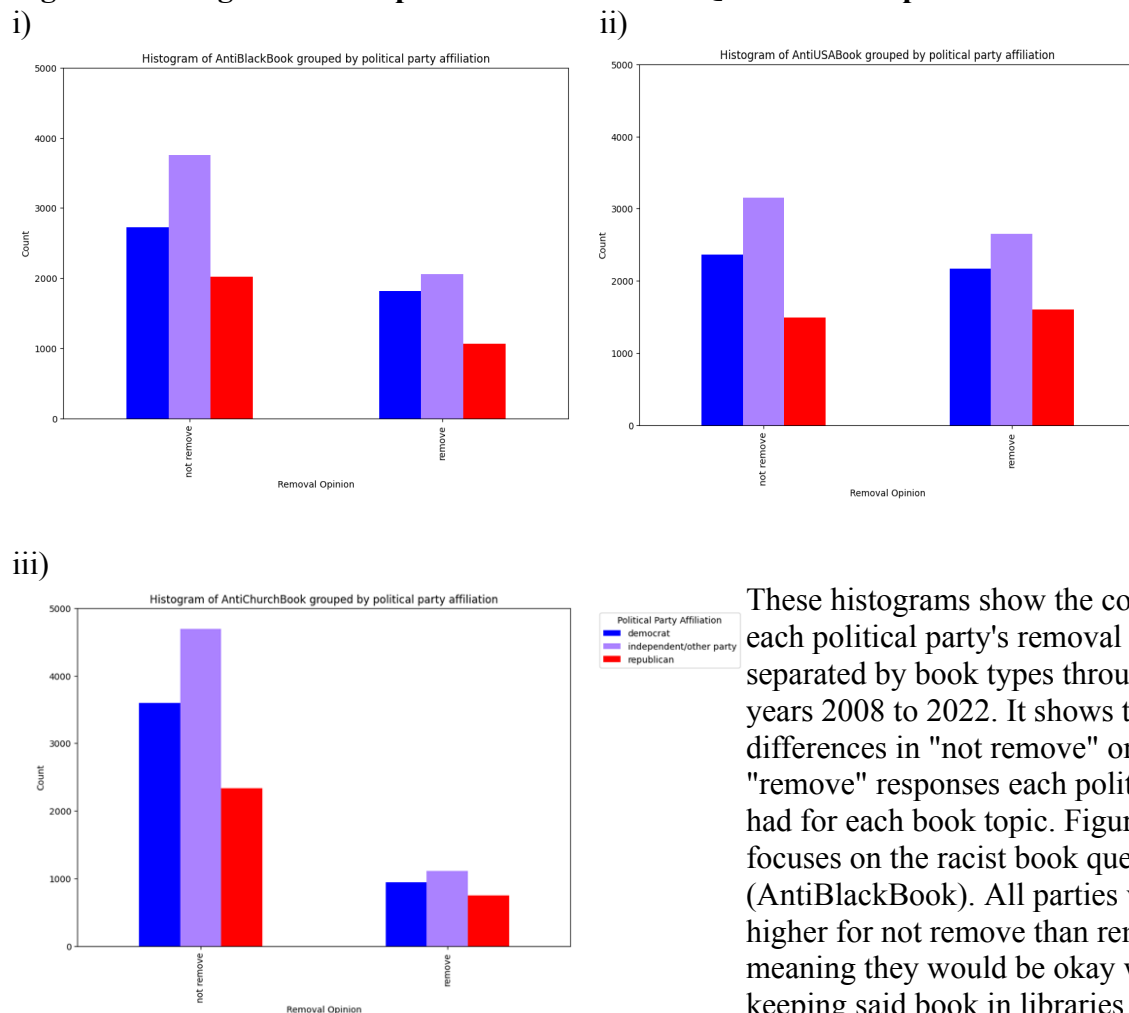 i)
ii)
Histogram of AntiBlackBook grouped by political party affiliation
5000
4000
3000
2000
1000
0
Count
not remove
remove
Removal Opinion
Histogram of AntiUSABook grouped by political party affiliation
5000
4000
3000
2000
1000
0
Count
not remove
remove
Removal Opinion
iii)
Histogram of AntiChurchBook grouped by political party affiliation
5000
4000
3000
2000
1000
0
Count
not remove
remove
Removal Opinion
Political Party Affiliation
democrat
independent/other party
republican
These histograms show the co
each political party's removal
separated by book types throu
years 2008 to 2022. It shows t
differences in "not remove" or
"remove" responses each polit
had for each book topic. Figur
focuses on the racist book que
(AntiBlackBook). All parties
higher for not remove than re
meaning they would be okay
keeping said book in libraries